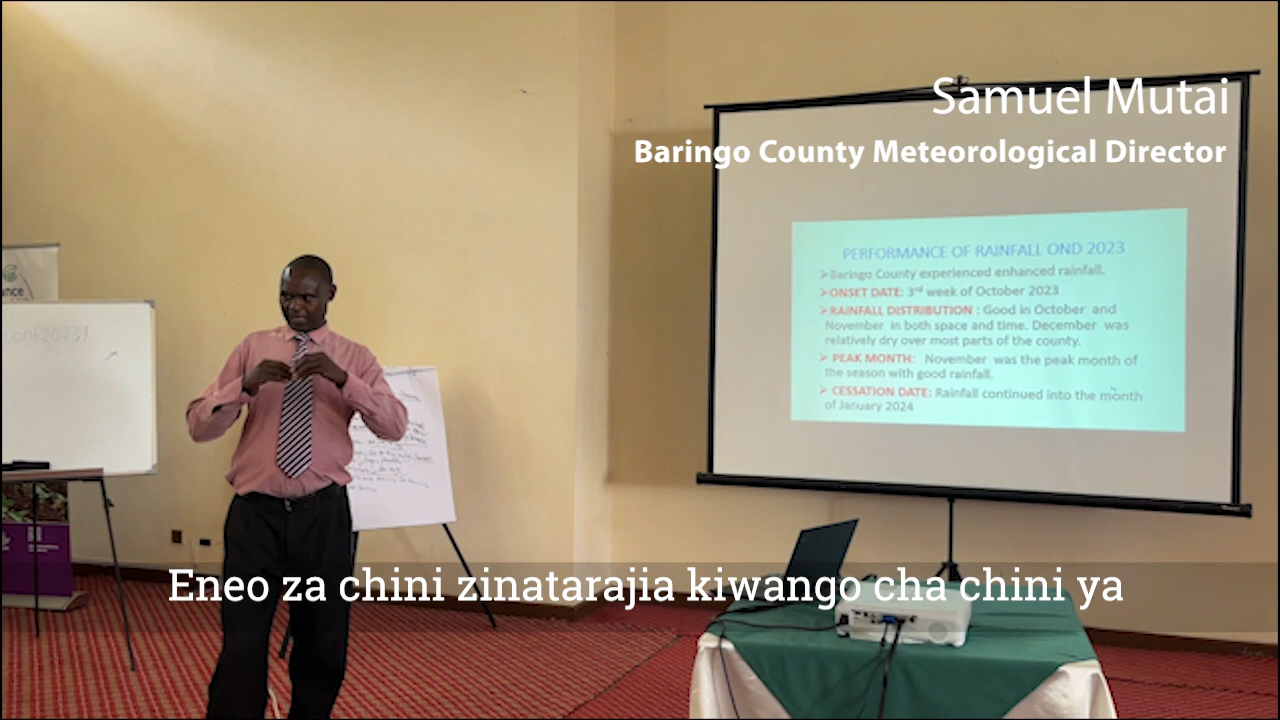 Samuel Mutai
Baringo County Meteorological Director
PERFORMANCE OF RAINFALL OND 2023
➢Baringo County experienced enhanced rainfall.
➢ONSET DATE: 3rd week of October 2023
➢RAINFALL DISTRIBUTION : Good in October and
November in both space and time. December was
relatively dry over most parts of the county.
➢ PEAK MONTH: November was the peak month of
the season with good rainfall.
➢ CESSATION DATE: Rainfall continued into the month
of January 2024
Eneo za chini zinatarajia kiwango cha chini ya